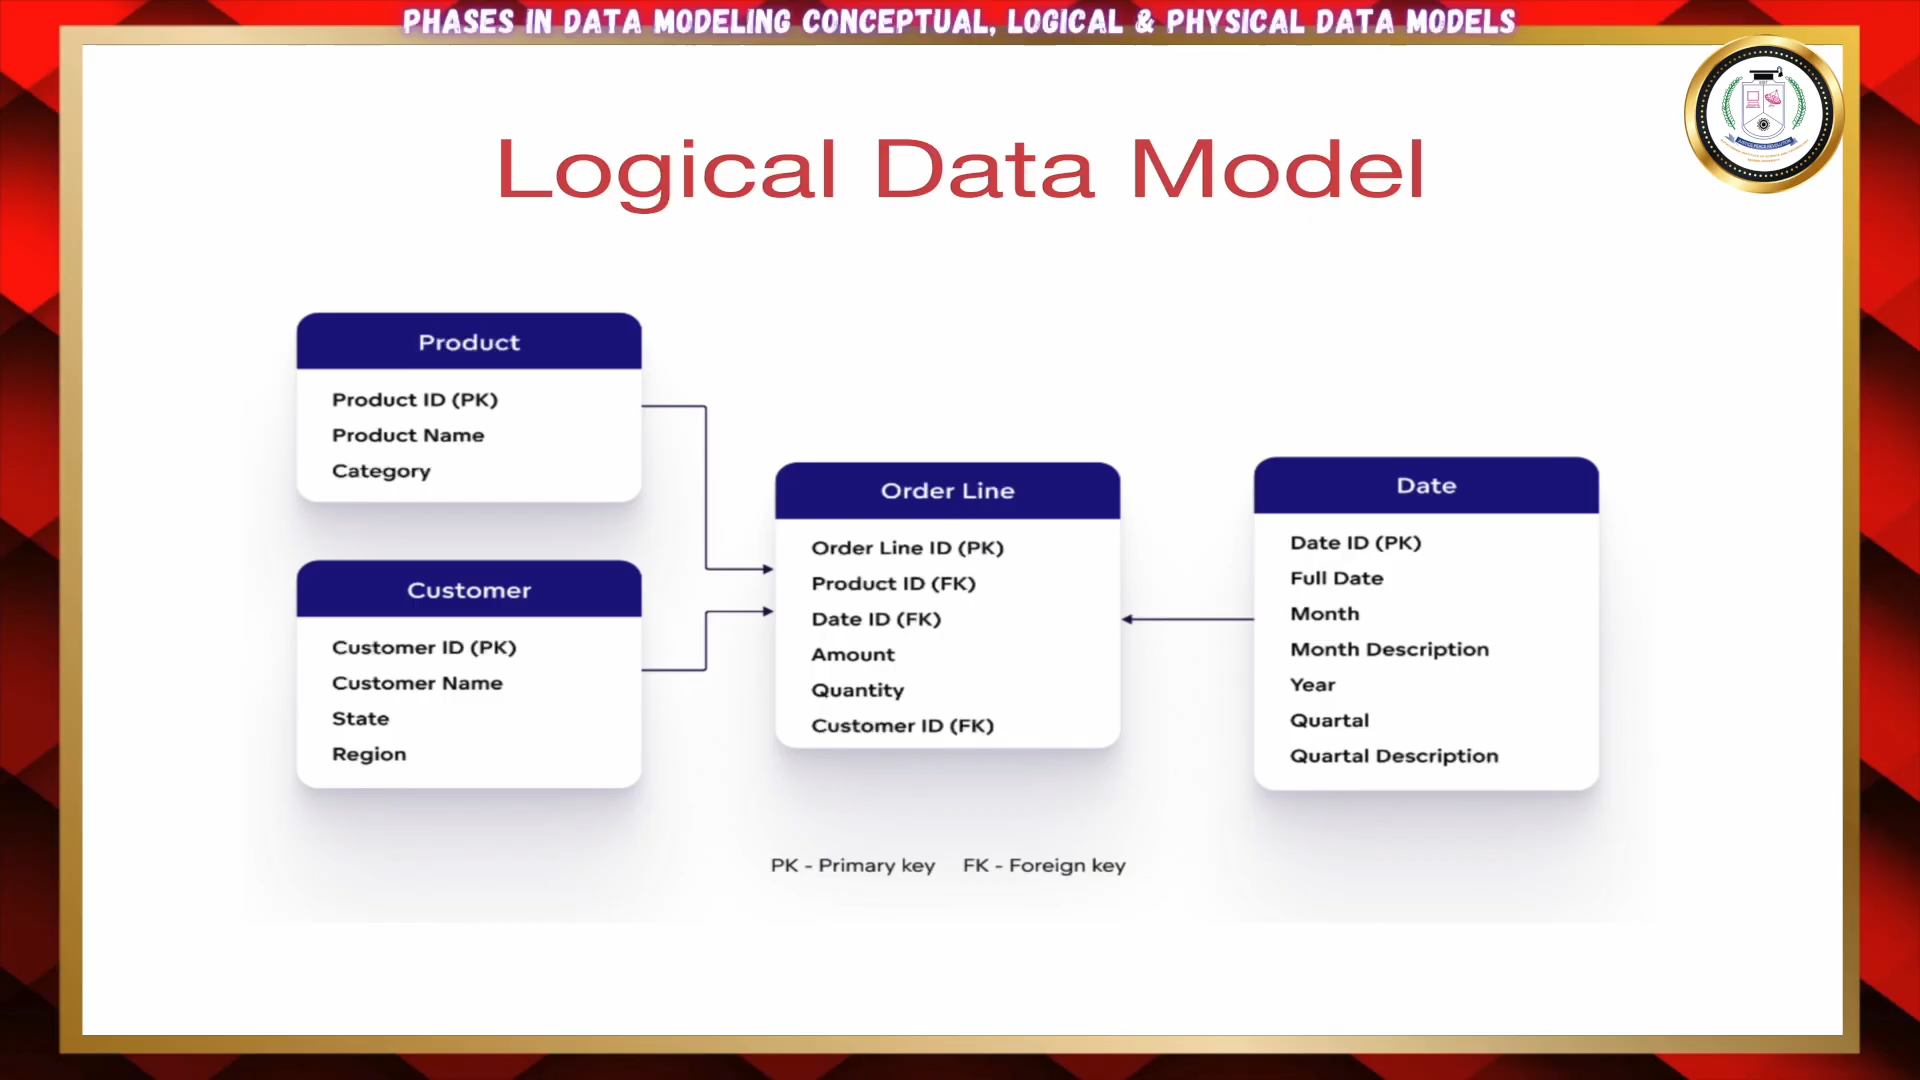 PHASES IN DATA MODELING CONCEPTUAL, LOGICAL & PHYSICAL DATA MODELS
Logical Data Model
Product
Product ID (PK)
Product Name
Category
Customer
Customer ID (PK)
Customer Name
State
Region
Order Line
Order Line ID (PK)
Product ID (FK)
Date ID (FK)
Amount
Quantity
Customer ID (FK)
Date
Date ID (PK)
Full Date
Month
Month Description
Year
Quartal
Quartal Description
PK - Primary key FK - Foreign key